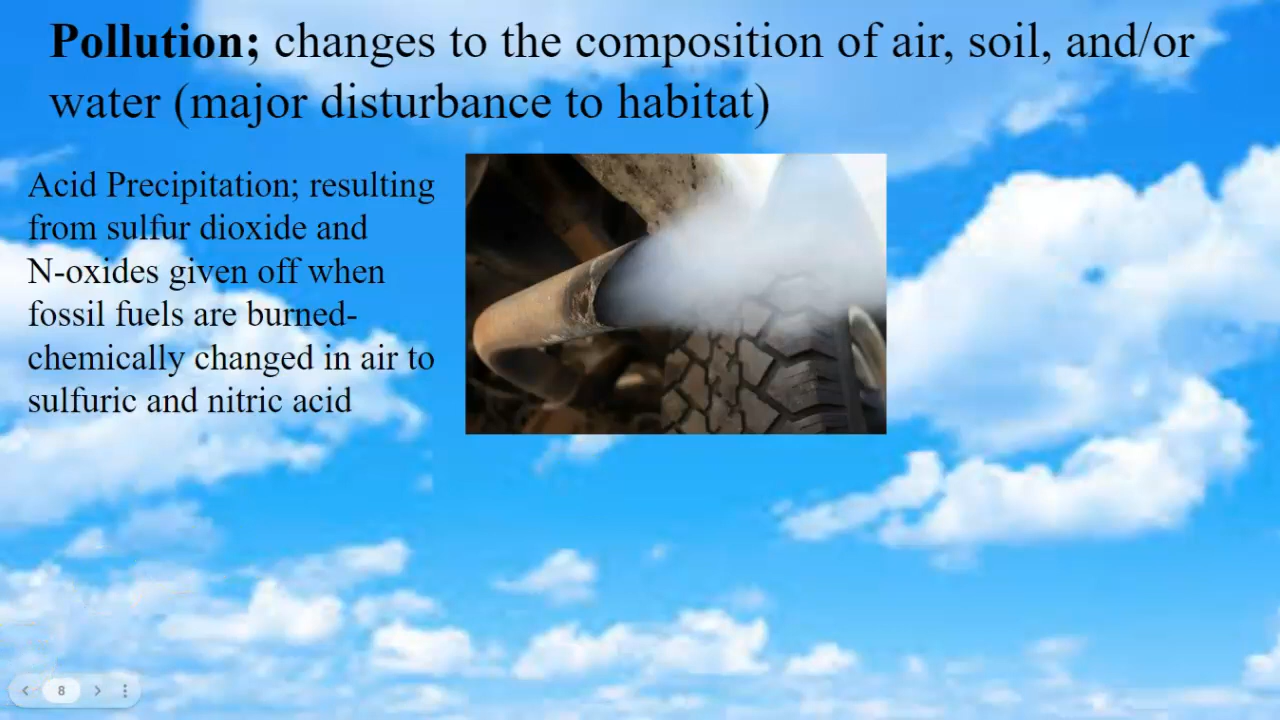 Pollution; changes to the composition of air, soil, and/or
water (major disturbance to habitat)
Acid Precipitation; resulting
from sulfur dioxide and
N-oxides given off when
fossil fuels are burned-
chemically changed in air to
sulfuric and nitric acid
8